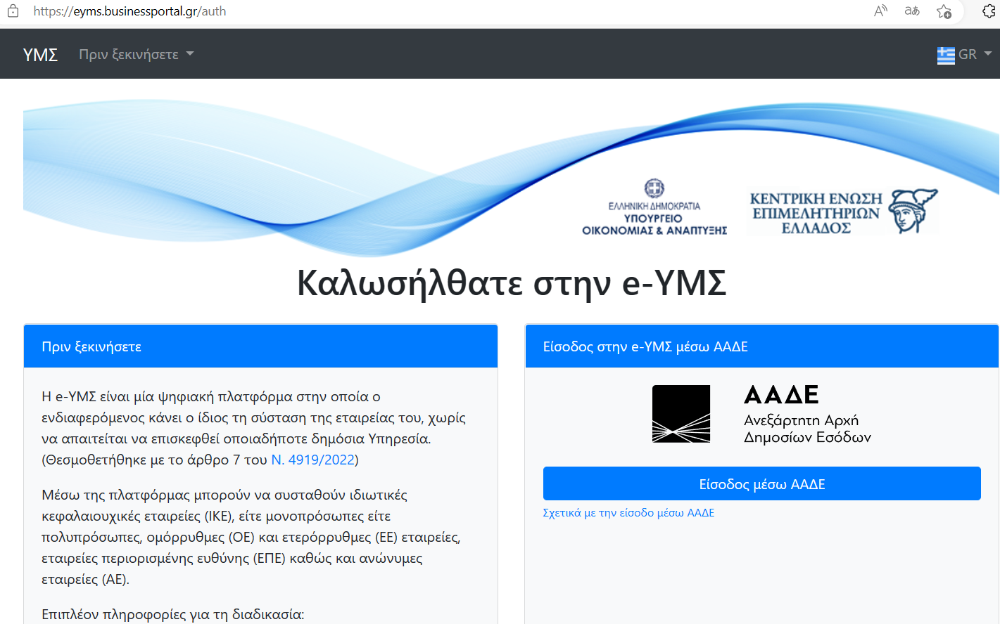 https://eyms.businessportal.gr/auth
ΥΜΣ
Πριν ξεκινήσετε
GR
ΕΛΛΗΝΙΚΗ ΔΗΜΟΚΡΑΤΙΑ
ΥΠΟΥΡΓΕΙΟ
ΟΙΚΟΝΟΜΙΑΣ & ΑΝΑΠΤΥΞΗΣ
ΚΕΝΤΡΙΚΗ ΕΝΩΣΗ
ΕΠΙΜΕΛΗΤΗΡΙΩΝ
ΕΛΛΑΔΟΣ
Καλωσήλθατε στην e-ΥΜΣ
Πριν ξεκινήσετε
Η e-ΥΜΣ είναι μία ψηφιακή πλατφόρμα στην οποία ο
ενδιαφερόμενος κάνει ο ίδιος τη σύσταση της εταιρείας του, χωρίς
να απαιτείται να επισκεφθεί οποιαδήποτε δημόσια Υπηρεσία.
(Θεσμοθετήθηκε με το άρθρο 7 του Ν. 4919/2022)
Μέσω της πλατφόρμας μπορούν να συσταθούν ιδιωτικές
κεφαλαιουχικές εταιρείες (ΙΚΕ), είτε μονοπρόσωπες είτε
πολυπρόσωπες, ομόρρυθμες (ΟΕ) και ετερόρρυθμες (ΕΕ) εταιρείες,
εταιρείες περιορισμένης ευθύνης (ΕΠΕ) καθώς και ανώνυμες
εταιρείες (ΑΕ).
Επιπλέον πληροφορίες για τη διαδικασία:
Είσοδος στην e-ΥΜΣ μέσω ΑΑΔΕ
ΑΑΔΕ
Ανεξάρτητη Αρχή
Δημοσίων Εσόδων
Είσοδος μέσω ΑΑΔΕ
Σχετικά με την είσοδο μέσω ΑΑΔΕ